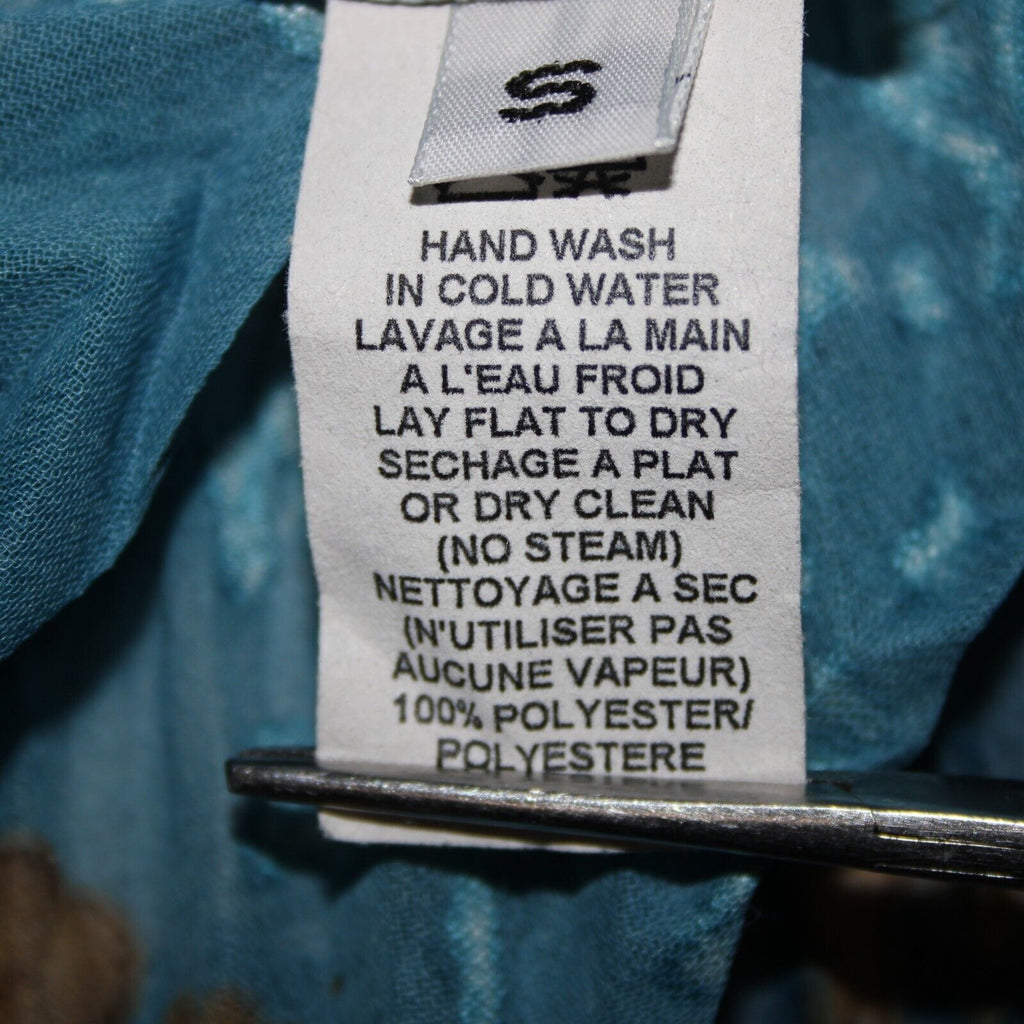 S
HAND WASH
IN COLD WATER
LAVAGE A LA MAIN
A L'EAU FROID
LAY FLAT TO DRY
SECHAGE A PLAT
OR DRY CLEAN
(NO STEAM)
NETTOYAGE A SEC
(N'UTILISER PAS
AUCUNE VAPEUR)
100% POLYESTER/
POLYESTERE